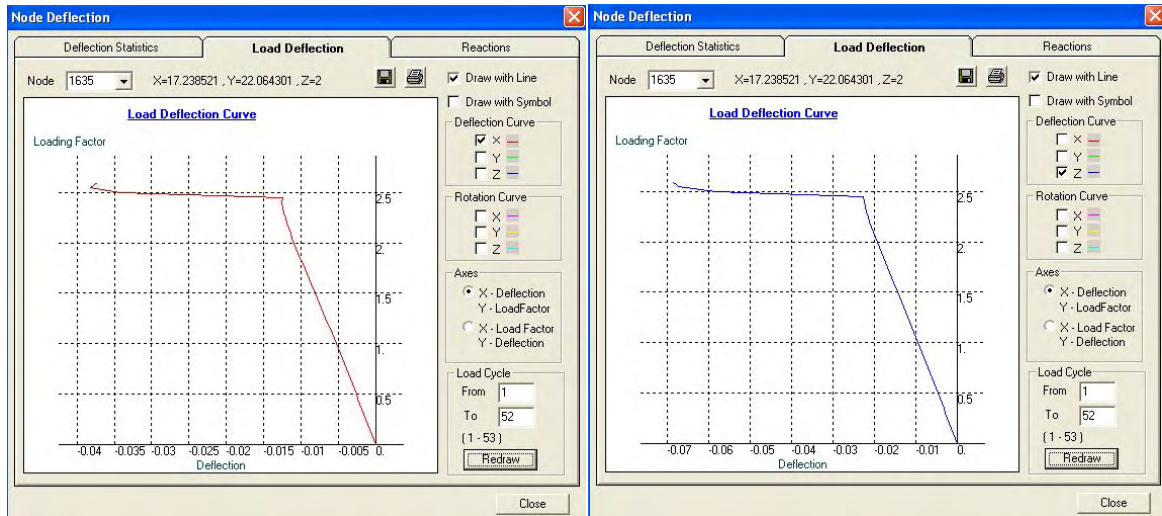 Node Deflection
Deflection Statistics
Load Deflection
Reactions
Node 1635 X=17.238521 , Y=22.064301 , Z=2
Load Deflection Curve
Loading Factor
2.5
2.
1.5
1.
0.5
-0.04 -0.035 -0.03 -0.025 -0.02 -0.015 -0.01 -0.005 0.
Deflection
Draw with Line
Draw with Symbol
Deflection Curve
X
Y
Z
Rotation Curve
X
Y
Z
Axes
X - Deflection
Y - LoadFactor
X - Load Factor
Y - Deflection
Load Cycle
From 1
To 52
( 1 - 53 )
Redraw
Close
Node Deflection
Deflection Statistics
Load Deflection
Reactions
Node 1635 X=17.238521 , Y=22.064301 , Z=2
Load Deflection Curve
Loading Factor
2.5
2.
1.5
1.
0.5
-0.07 -0.06 -0.05 -0.04 -0.03 -0.02 -0.01 0.
Deflection
Draw with Line
Draw with Symbol
Deflection Curve
X
Y
Z
Rotation Curve
X
Y
Z
Axes
X - Deflection
Y - LoadFactor
X - Load Factor
Y - Deflection
Load Cycle
From 1
To 52
( 1 - 53 )
Redraw
Close